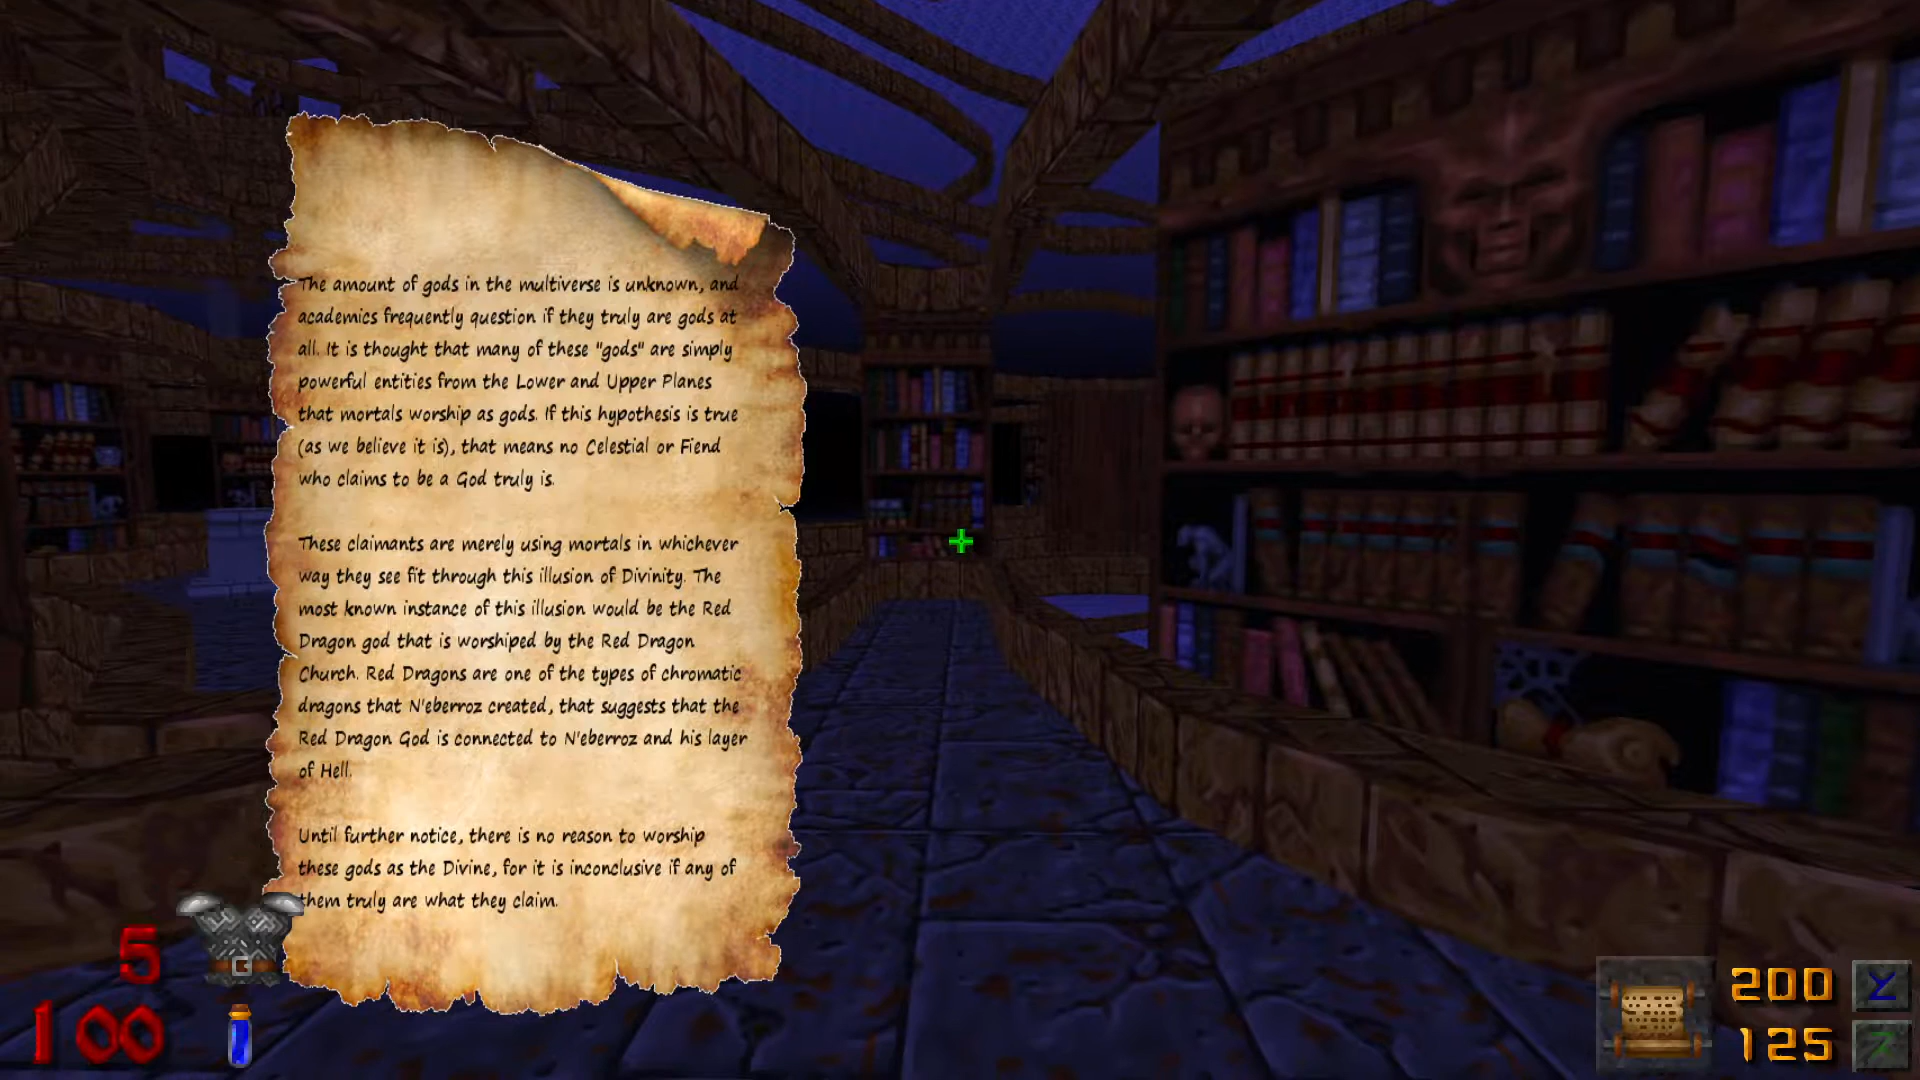 The amount of gods in the multiverse is unknown, and
academics frequently question if they truly are gods at
all. It is thought that many of these "gods" are simply
powerful entities from the Lower and Upper Planes
that mortals worship as gods. If this hypothesis is true
(as we believe it is), that means no Celestial or Fiend
who claims to be a God truly is.
These claimants are merely using mortals in whichever
way they see fit through this illusion of Divinity. The
most known instance of this illusion would be the Red
Dragon god that is worshiped by the Red Dragon
Church. Red Dragons are one of the types of chromatic
dragons that N'eberroz created, that suggests that the
Red Dragon God is connected to N'eberroz and his layer
of Hell.
Until further notice, there is no reason to worship
these gods as the Divine, for it is inconclusive if any of
them truly are what they claim.
5
100
200
125